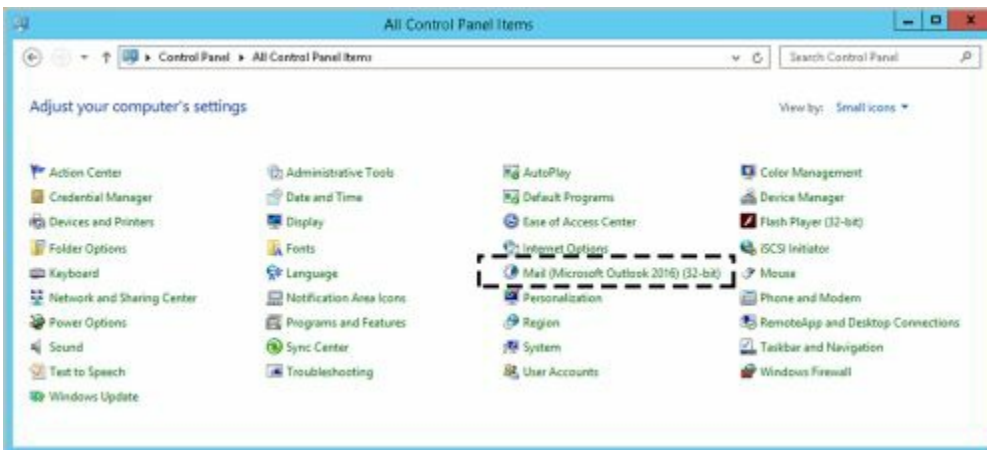 All Control Panel Items
Control Panel All Control Panel Items Search Control Panel
Adjust your computer's settings View by: Small icons
Action Center Administrative Tools AutoPlay Color Management
Credential Manager Date and Time Default Programs Device Manager
Devices and Printers Display Ease of Access Center Flash Player (32-bit)
Folder Options Fonts Internet Options iSCSI Initiator
Keyboard Language Mail (Microsoft Outlook 2016) (32-bit) Mouse
Network and Sharing Center Notification Area Icons Personalization Phone and Modem
Power Options Programs and Features Region RemoteApp and Desktop Connections
Sound Sync Center System Taskbar and Navigation
Text to Speech Troubleshooting User Accounts Windows Firewall
Windows Update